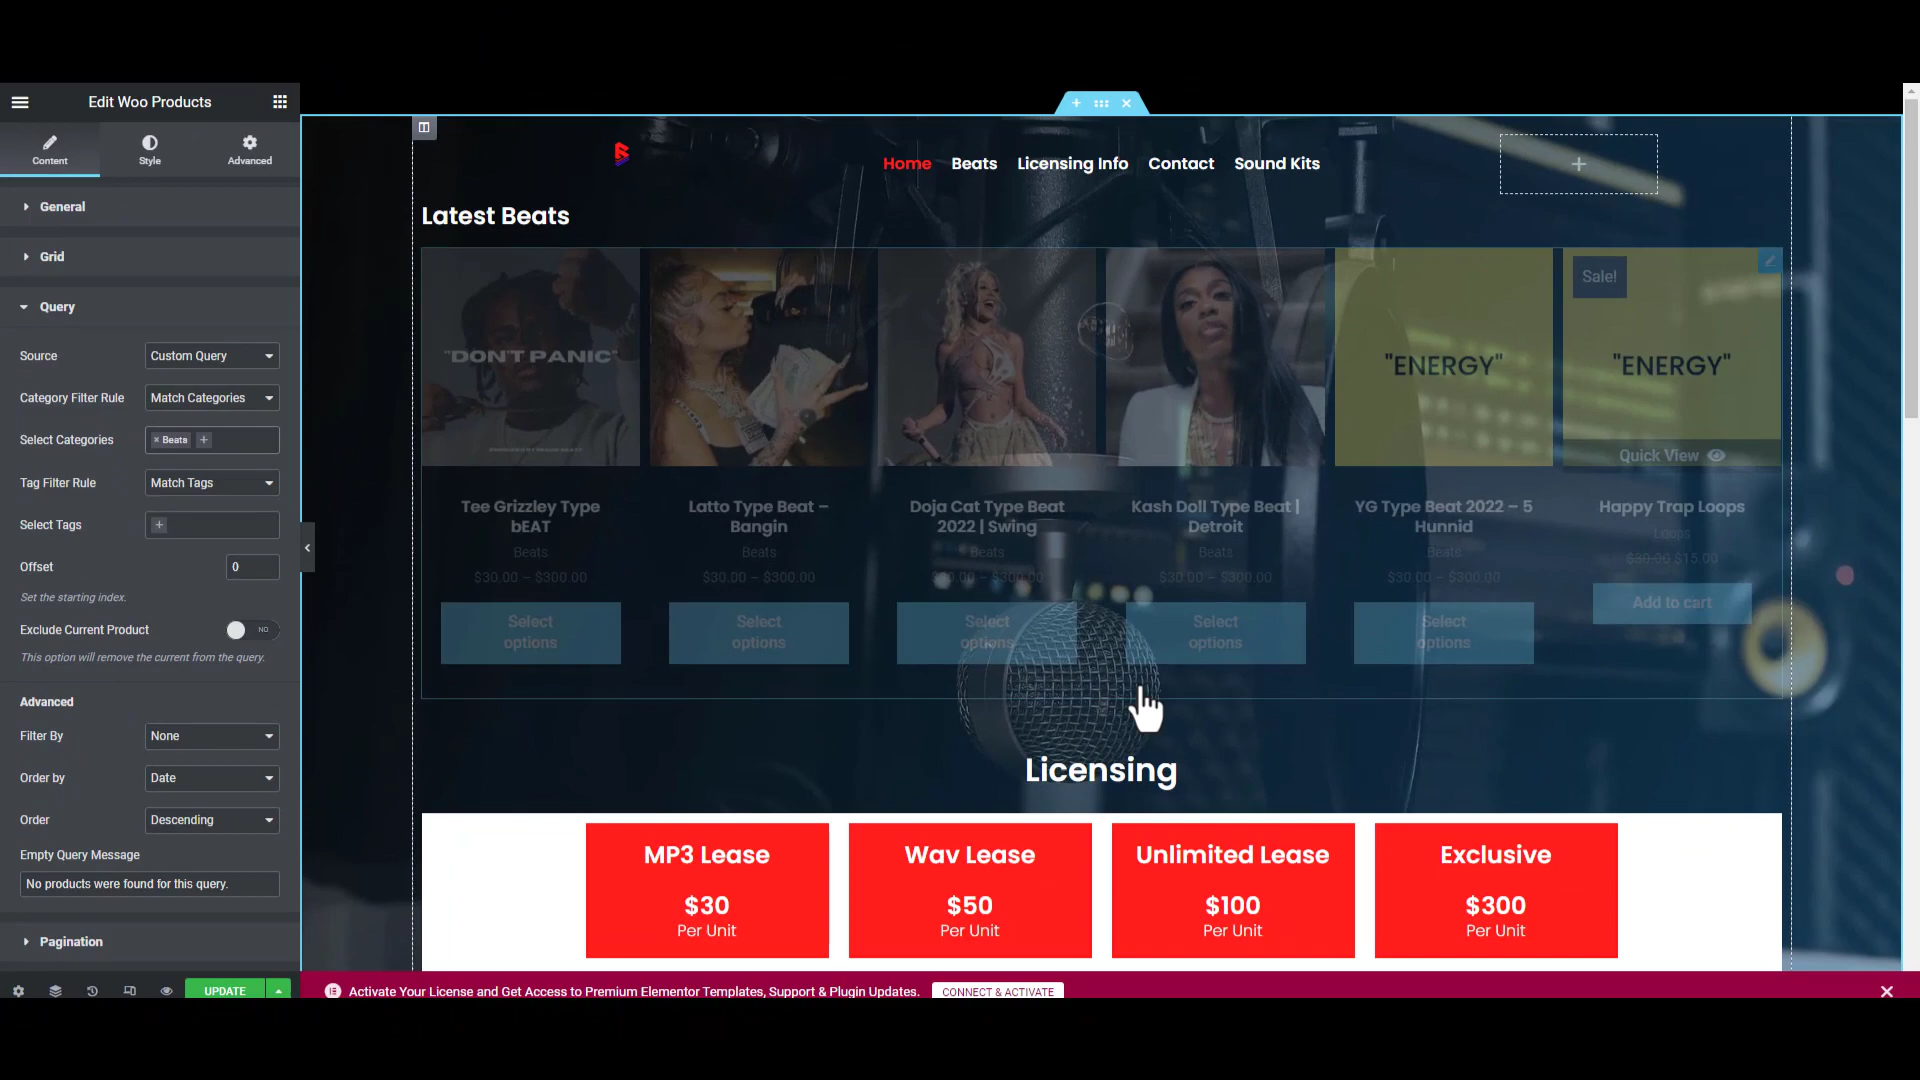 Edit Woo Products
Content
Style
Advanced
General
Grid
Query
Source
Custom Query
Category Filter Rule
Match Categories
Select Categories
× Beats +
Tag Filter Rule
Match Tags
Select Tags
+
Offset
0
Set the starting index.
Exclude Current Product
NO
This option will remove the current from the query.
Advanced
Filter By
None
Order by
Date
Order
Descending
Empty Query Message
No products were found for this query.
Pagination
UPDATE
Home
Beats
Licensing Info
Contact
Sound Kits
Latest Beats
"DON'T PANIC"
"ENERGY"
Sale!
"ENERGY"
Quick View
Tee Grizzley Type
bEAT
Beats
$30.00 – $300.00
Select
options
Latto Type Beat –
Bangin
Beats
$30.00 – $300.00
Select
options
Doja Cat Type Beat
2022 | Swing
Beats
$30.00 – $300.00
Select
options
Kash Doll Type Beat |
Detroit
Beats
$30.00 – $300.00
Select
options
YG Type Beat 2022 – 5
Hunnid
Beats
$30.00 – $300.00
Select
options
Happy Trap Loops
Loops
$30.00 $15.00
Add to cart
Licensing
MP3 Lease
$30
Per Unit
Wav Lease
$50
Per Unit
Unlimited Lease
$100
Per Unit
Exclusive
$300
Per Unit
Activate Your License and Get Access to Premium Elementor Templates, Support & Plugin Updates.
CONNECT & ACTIVATE